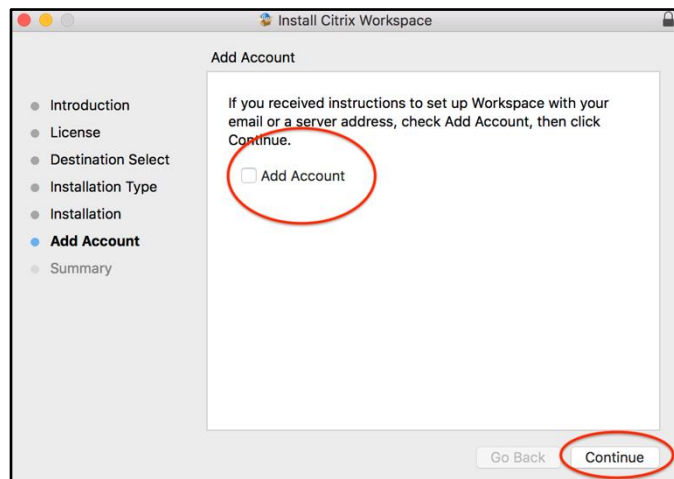 Install Citrix Workspace
Add Account
Introduction
License
Destination Select
Installation Type
Installation
Add Account
Summary
If you received instructions to set up Workspace with your
email or a server address, check Add Account, then click
Continue.
Add Account
Go Back
Continue